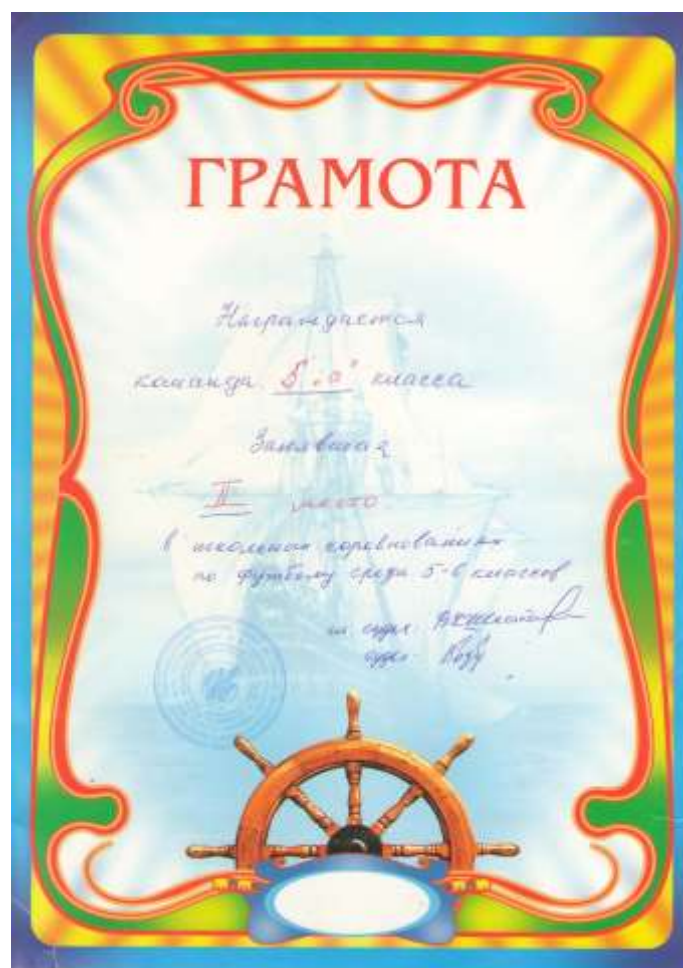 ГРАМОТА
Награждается
команда 5 „а" класса
Занявшая
II место
в школьных соревнованиях
по футболу среди 5-6 классов
гл. судья
судья